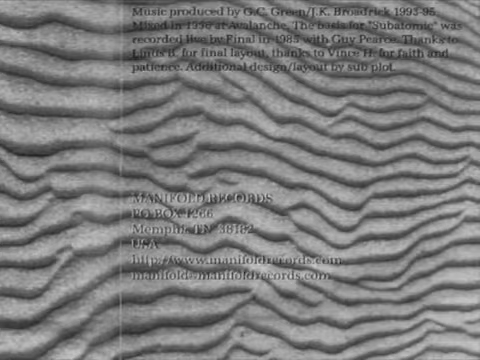 Music produced by G.C. Green/J.K. Broadrick 1993-95.
Mixed in 1996 at Avalanche. The basis for "Subatomic" was
recorded live by Final in 1985 with Guy Pearce. Thanks to
Linus B. for final layout, thanks to Vince H. for faith and
patience. Additional design/layout by sub plot.
MANIFOLD RECORDS
PO BOX 1266
Memphis TN 38182
USA
http://www.manifoldrecords.com
manifold@manifoldrecords.com